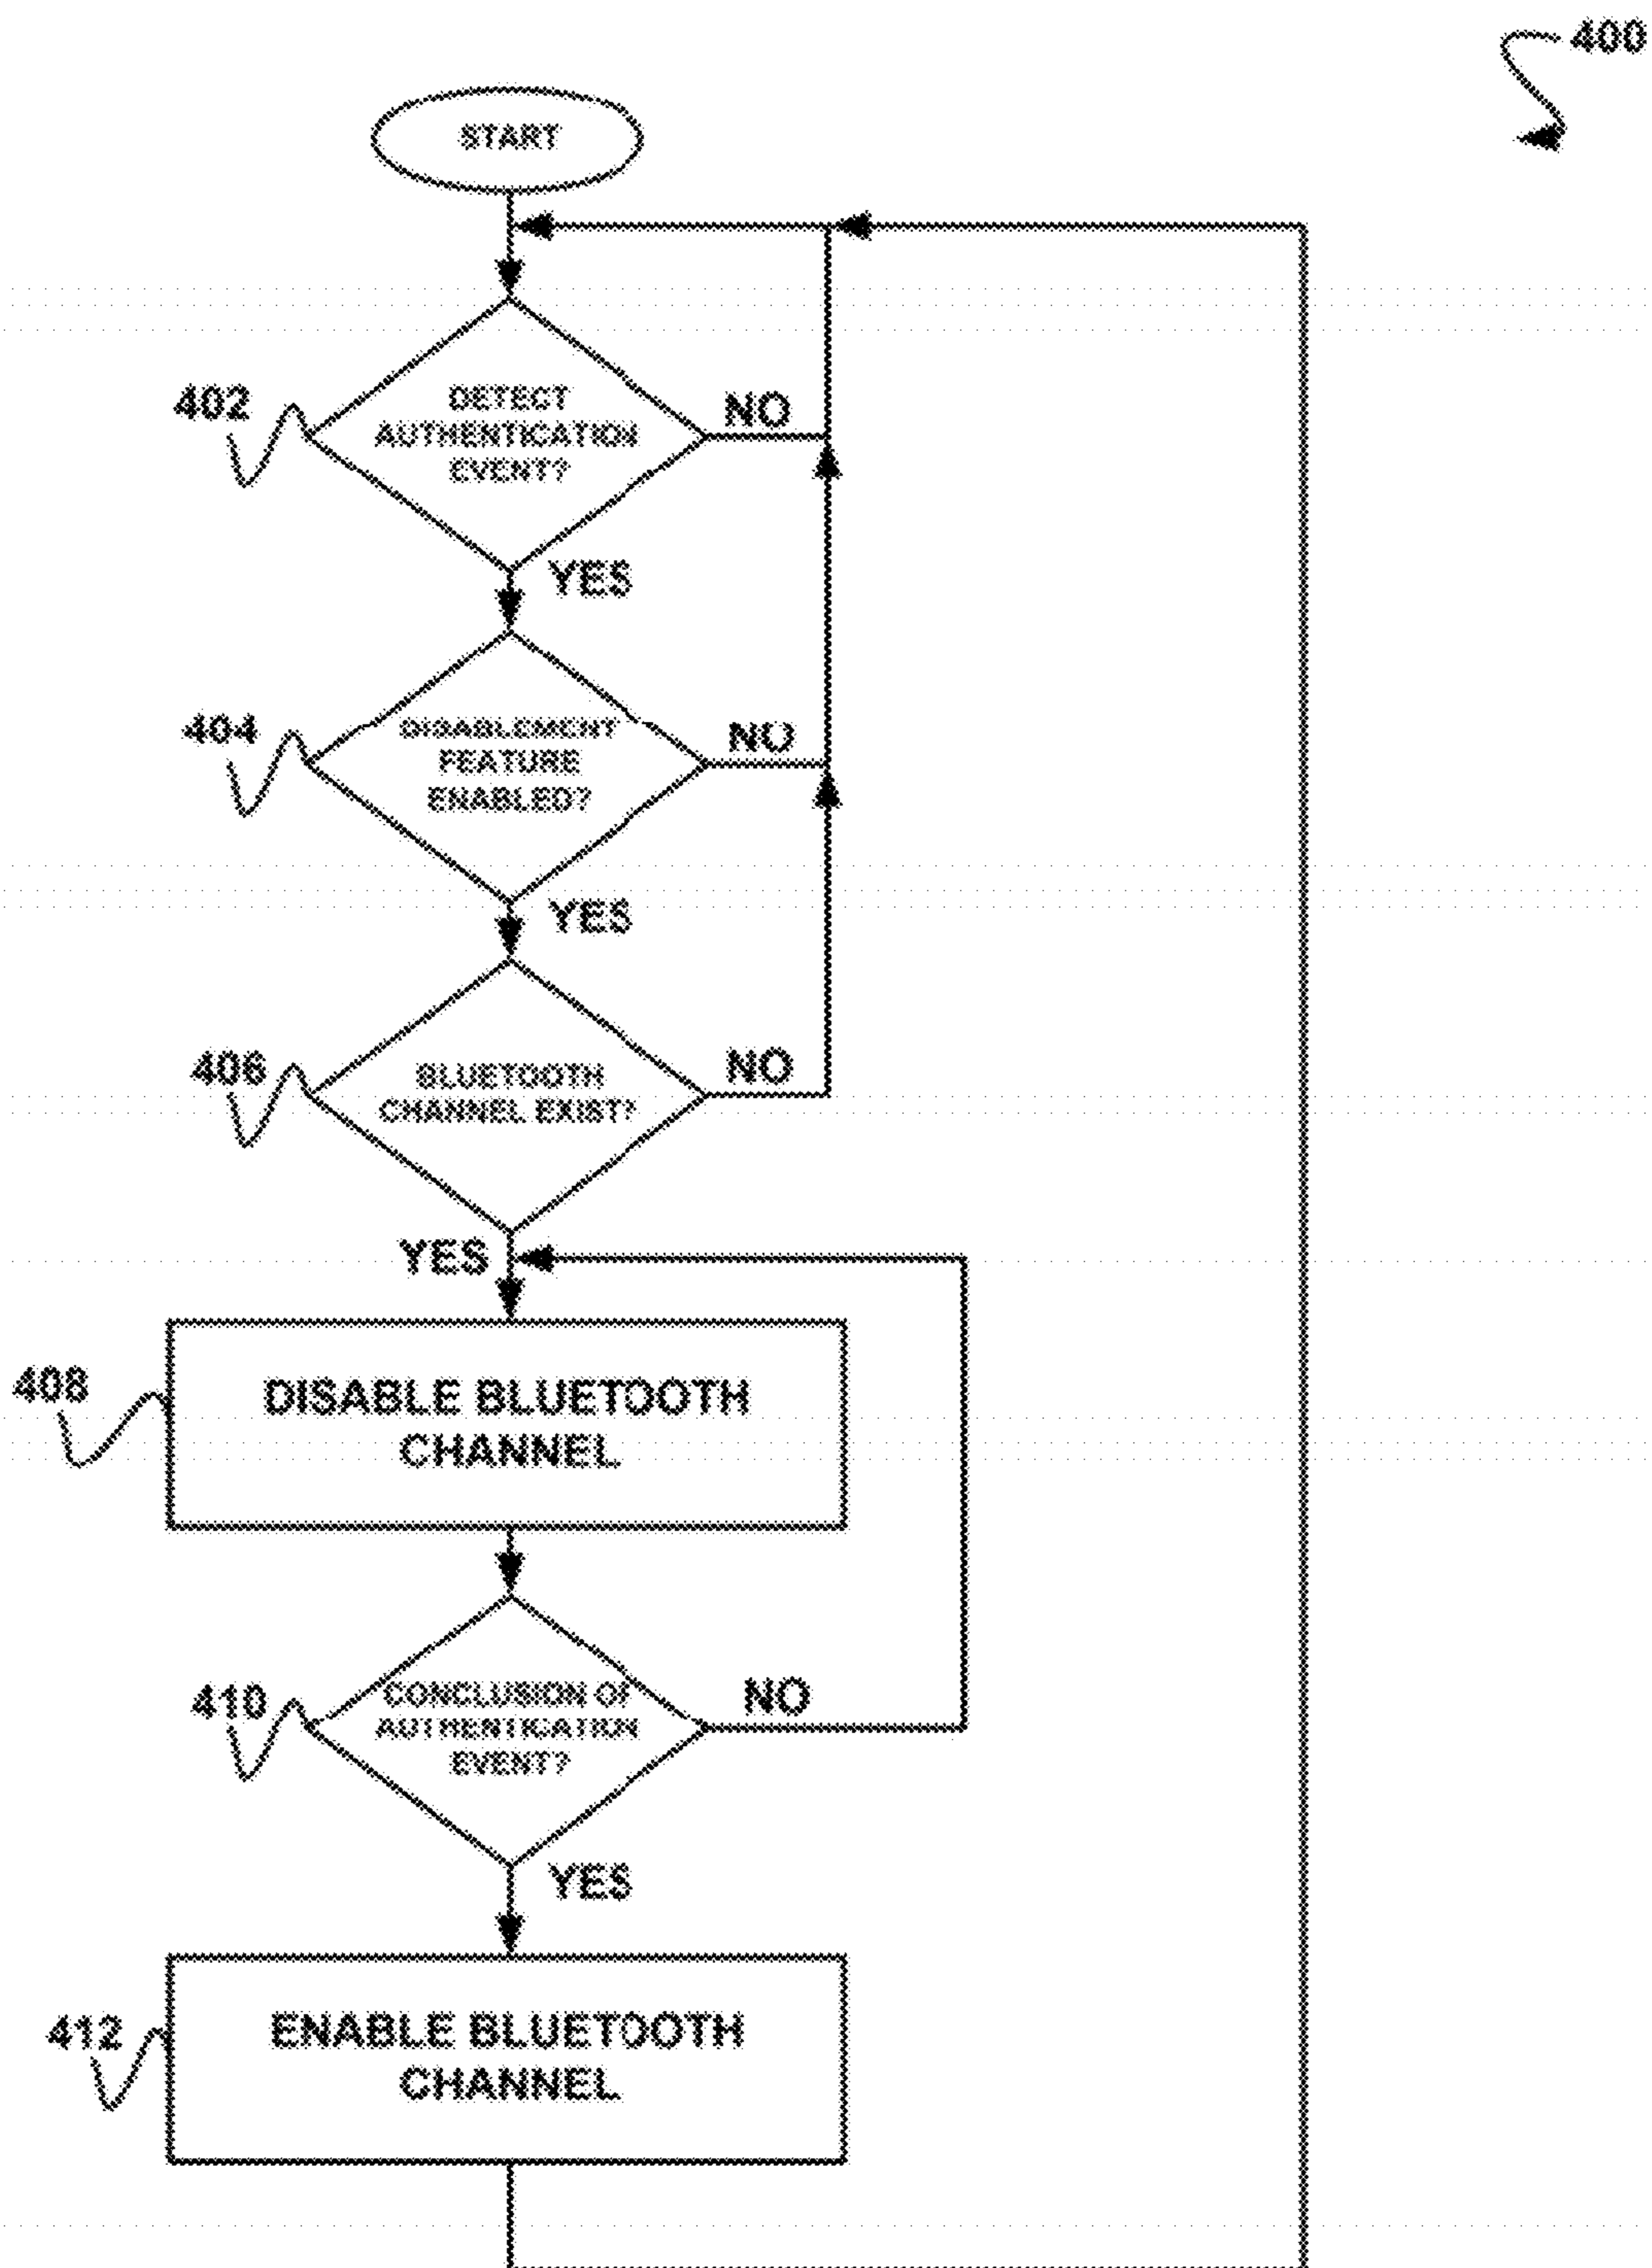 400
START
402
DETECT
AUTHENTICATION
EVENT?
NO
YES
404
DISABLEMENT
FEATURE
ENABLED?
NO
YES
406
BLUETOOTH
CHANNEL EXIST?
NO
YES
408
DISABLE BLUETOOTH
CHANNEL
410
CONCLUSION OF
AUTHENTICATION
EVENT?
NO
YES
412
ENABLE BLUETOOTH
CHANNEL